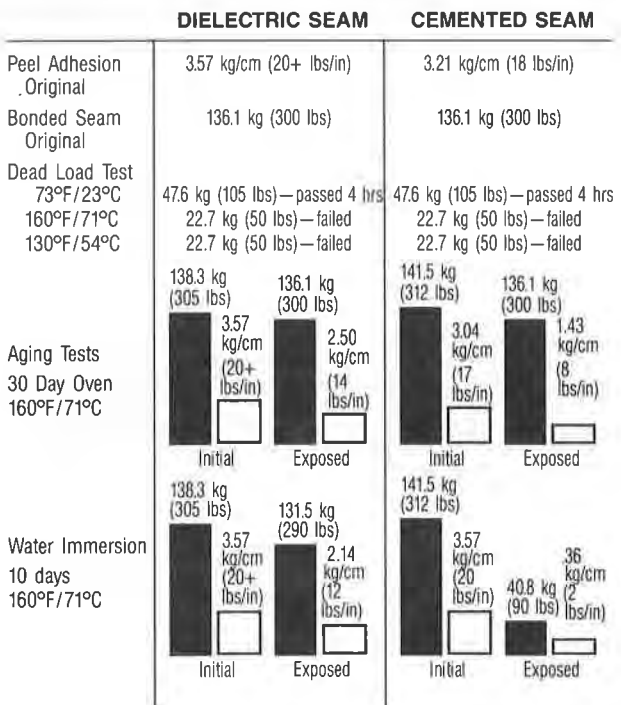 DIELECTRIC SEAM CEMENTED SEAM
Peel Adhesion 3.57 kg/cm (20+ lbs/in) 3.21 kg/cm (18 lbs/in)
.Original
Bonded Seam 136.1 kg (300 lbs) 136.1 kg (300 lbs)
Original
Dead Load Test
73°F/23°C 47.6 kg (105 lbs)—passed 4 hrs 47.6 kg (105 lbs)—passed 4 hrs
160°F/71°C 22.7 kg (50 lbs)—failed 22.7 kg (50 lbs)—failed
130°F/54°C 22.7 kg (50 lbs)—failed 22.7 kg (50 lbs)—failed
Aging Tests
30 Day Oven
160°F/71°C
138.3 kg
(305 lbs)
3.57
kg/cm
(20+
lbs/in)
Initial
136.1 kg
(300 lbs)
2.50
kg/cm
(14
lbs/in)
Exposed
141.5 kg
(312 lbs)
3.04
kg/cm
(17
lbs/in)
Initial
136.1 kg
(300 lbs)
1.43
kg/cm
(8
lbs/in)
Exposed
Water Immersion
10 days
160°F/71°C
138.3 kg
(305 lbs)
3.57
kg/cm
(20+
lbs/in)
Initial
131.5 kg
(290 lbs)
2.14
kg/cm
(12
lbs/in)
Exposed
141.5 kg
(312 lbs)
3.57
kg/cm
(20
lbs/in)
Initial
40.8 kg
(90 lbs)
.36
kg/cm
(2
lbs/in)
Exposed